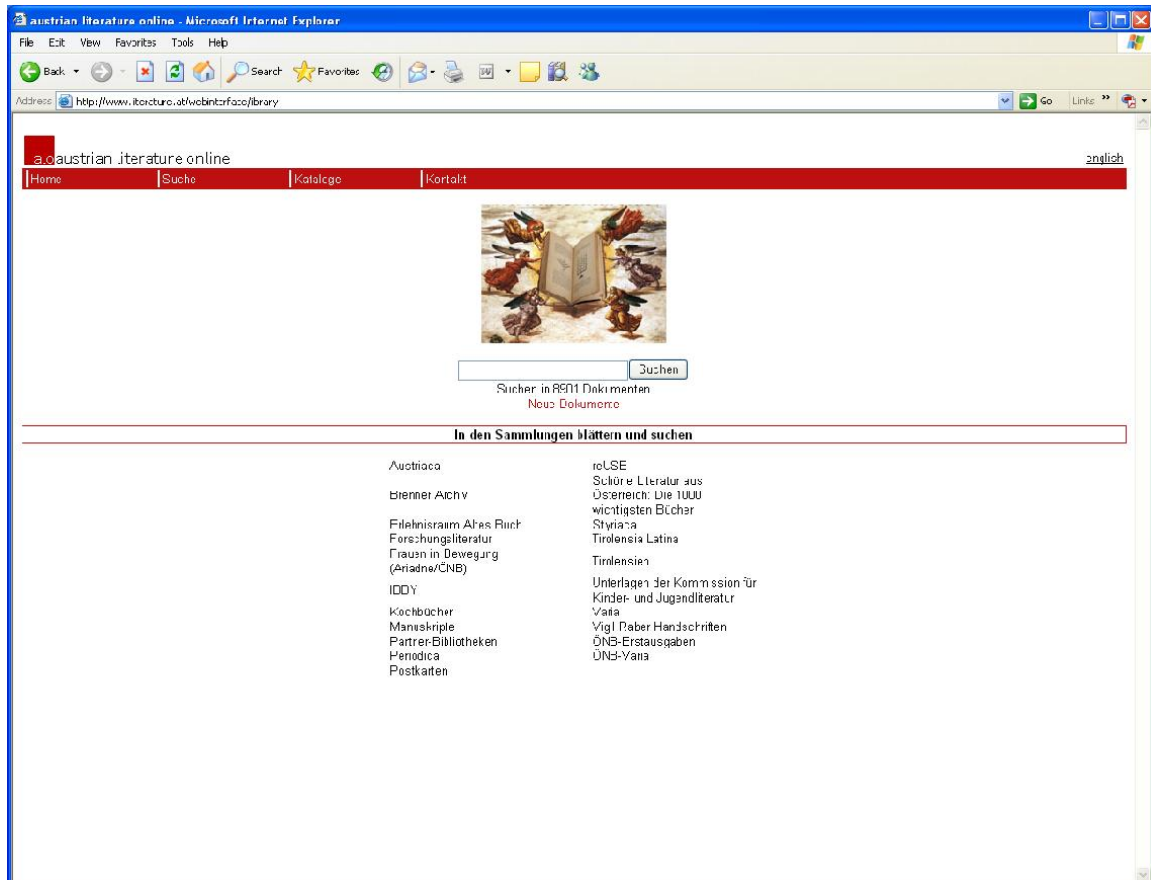 austrian literature online - Microsoft Internet Explorer
File Edit View Favorites Tools Help
Back Search Favorites
Address http://www.literature.at/webinterface/library Go Links »
a.o austrian literature online
english
Home Suche Kataloge Kontakt
Suchen
Suchen in 8901 Dokumenten
Neue Dokumente
In den Sammlungen blättern und suchen
Austriaca reUSE
Brenner Archiv Schöne Literatur aus
Österreich: Die 1000
wichtigsten Bücher
Erlebnisraum Altes Buch Styriaca
Forschungsliteratur Tirolensia Latina
Frauen in Bewegung
(Ariadne/ÖNB) Tirolensien
Unterlagen der Kommission für
Kinder- und Jugendliteratur
Kochbücher Varia
Manuskripte Vigil Raber Handschriften
Partner-Bibliotheken ÖNB-Erstausgaben
Periodica ÖNB-Varia
Postkarten